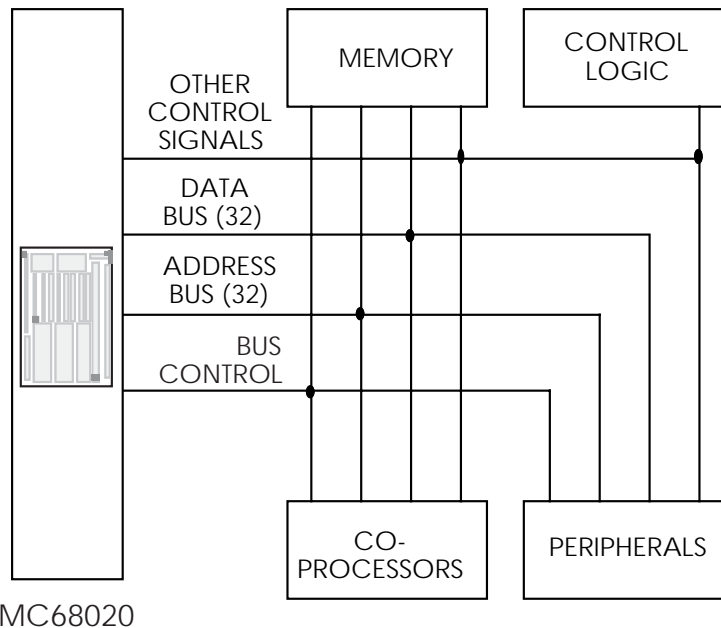 MEMORY
CONTROL
LOGIC
OTHER
CONTROL
SIGNALS
DATA
BUS (32)
ADDRESS
BUS (32)
BUS
CONTROL
CO-
PROCESSORS
PERIPHERALS
MC68020